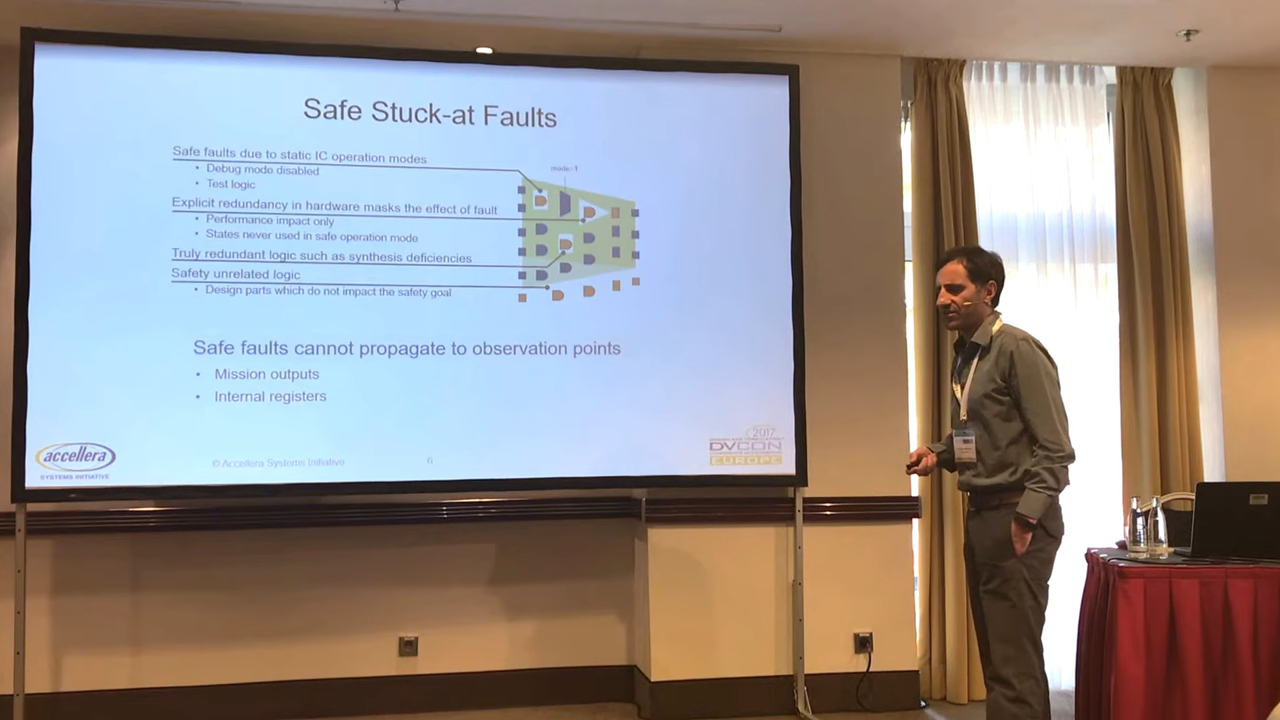 Safe Stuck-at Faults
Safe faults due to static IC operation modes
• Debug mode disabled
• Test logic
Explicit redundancy in hardware masks the effect of fault
• Performance impact only
• States never used in safe operation mode
Truly redundant logic such as synthesis deficiencies
Safety unrelated logic
• Design parts which do not impact the safety goal
mode=1
Safe faults cannot propagate to observation points
• Mission outputs
• Internal registers
accellera
SYSTEMS INITIATIVE
© Accellera Systems Initiative
6
2017
DVCON
EUROPE